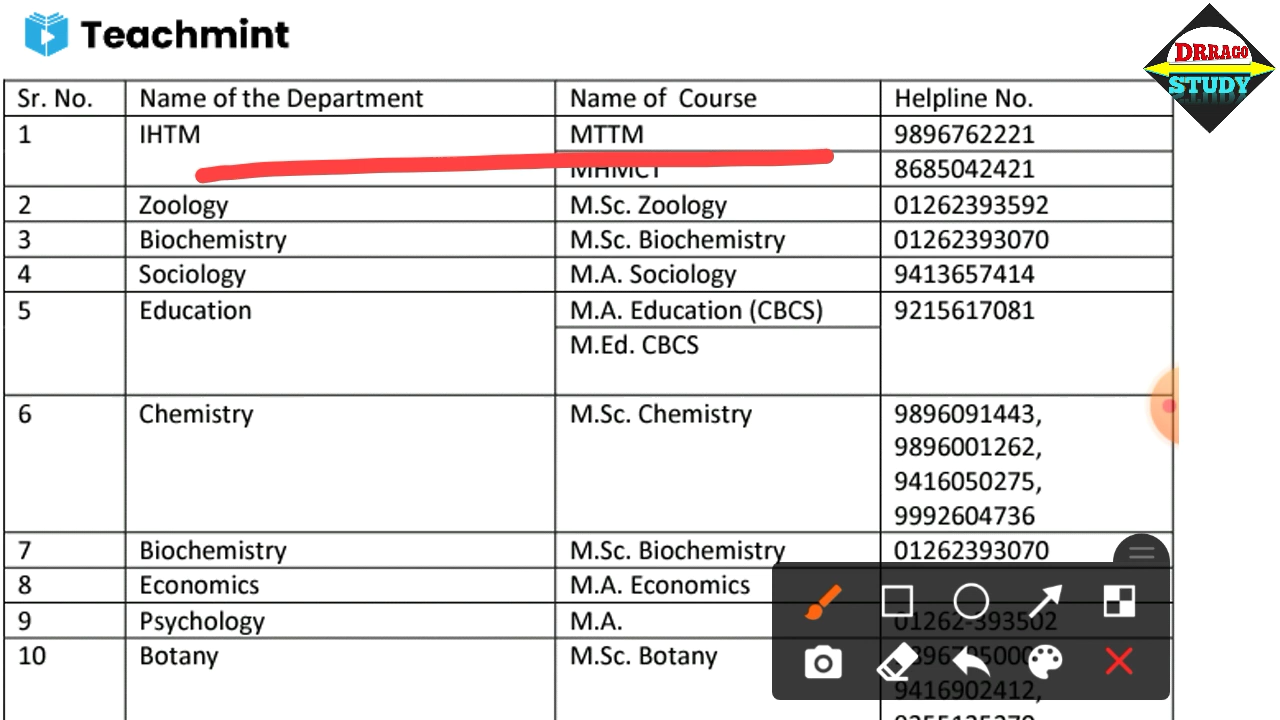 Teachmint
DRRAGO
STUDY
Sr. No. Name of the Department Name of Course Helpline No.
1 IHTM MTTM 9896762221
MHMCT 8685042421
2 Zoology M.Sc. Zoology 01262393592
3 Biochemistry M.Sc. Biochemistry 01262393070
4 Sociology M.A. Sociology 9413657414
5 Education M.A. Education (CBCS) 9215617081
M.Ed. CBCS
6 Chemistry M.Sc. Chemistry 9896091443,
9896001262,
9416050275,
9992604736
7 Biochemistry M.Sc. Biochemistry 01262393070
8 Economics M.A. Economics
9 Psychology M.A. 01262-393502
10 Botany M.Sc. Botany
9416902412,